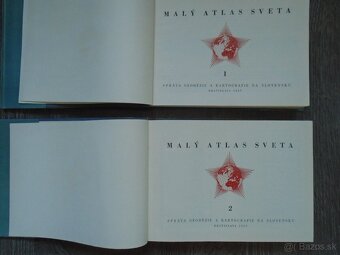 MALÝ ATLAS SVETA
1
SPRÁVA GEODÉZIE A KARTOGRAFIE NA SLOVENSKU
BRATISLAVA
MALÝ ATLAS SVETA
2
SPRÁVA GEODÉZIE A KARTOGRAFIE NA SLOVENSKU
BRATISLAVA
bazos.sk